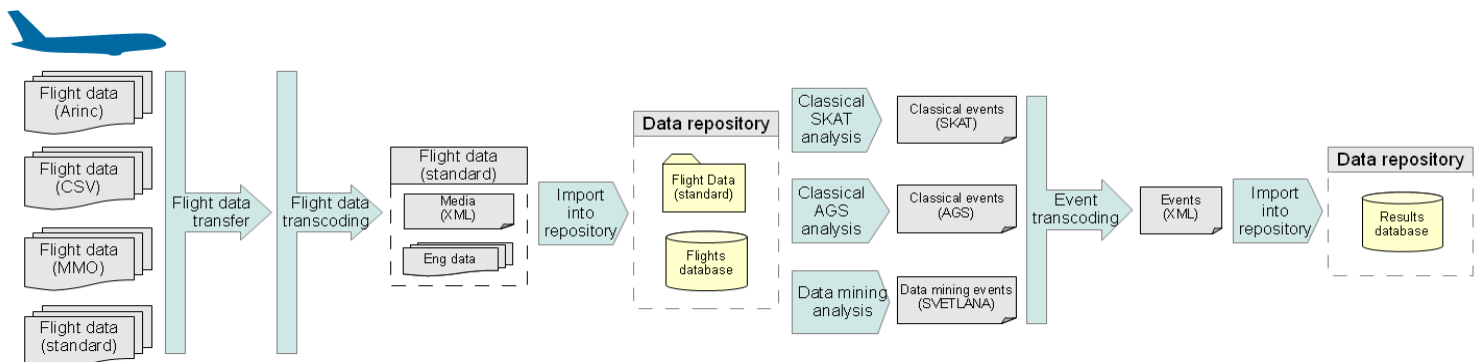 Flight data
(Arinc)
Flight data
(CSV)
Flight data
(MMO)
Flight data
(standard)
Flight data
transfer
Flight data
transcoding
Flight data
(standard)
Media
(XML)
Eng data
Import
into
repository
Data repository
Flight Data
(standard)
Flights
database
Classical
SKAT
analysis
Classical
AGS
analysis
Data mining
analysis
Classical events
(SKAT)
Classical events
(AGS)
Data mining events
(SVETLANA)
Event
transcoding
Events
(XML)
Import
into
repository
Data repository
Results
database